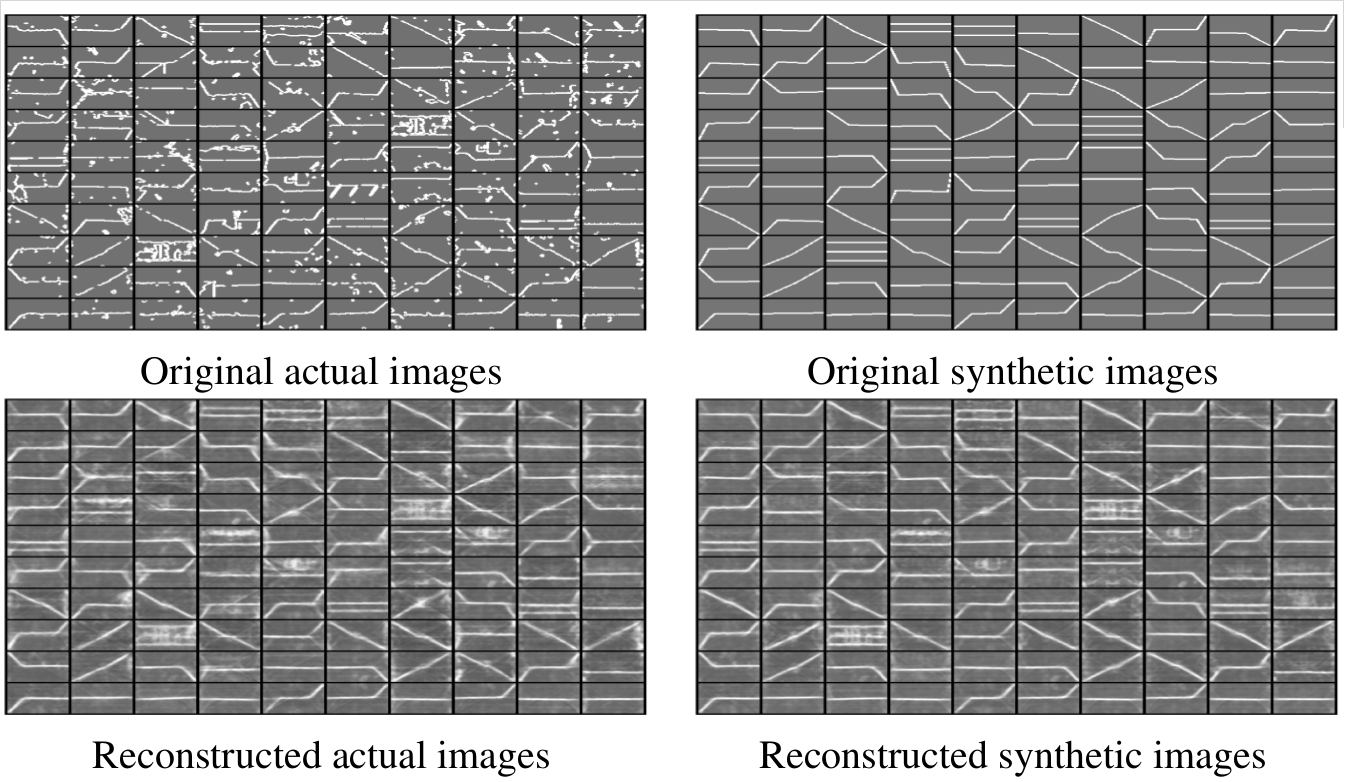 Original actual images
Original synthetic images
Reconstructed actual images
Reconstructed synthetic images